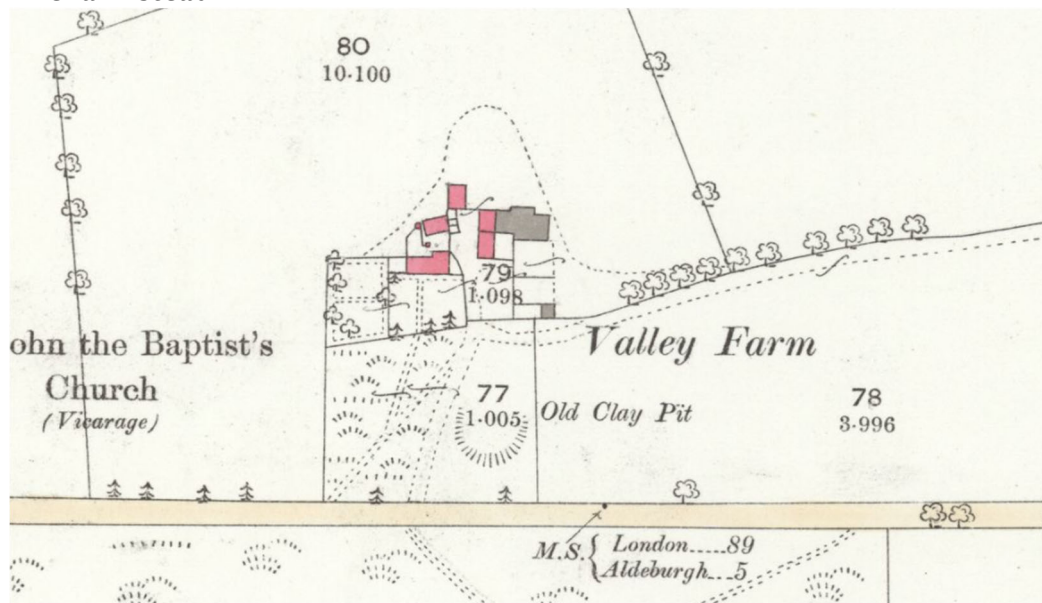 80
10·100
79
1·098
ohn the Baptist's
Church
(Vicarage)
Valley Farm
77
1·005
Old Clay Pit
78
3·996
M.S. { London.....89
Aldeburgh...5